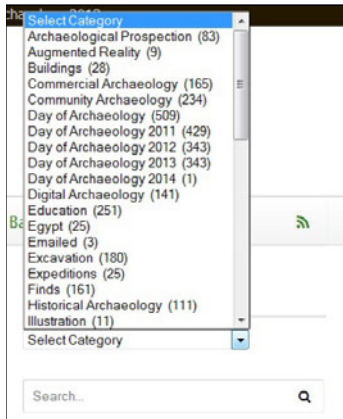 Select Category
Archaeological Prospection (83)
Augmented Reality (9)
Buildings (28)
Commercial Archaeology (165)
Community Archaeology (234)
Day of Archaeology (509)
Day of Archaeology 2011 (429)
Day of Archaeology 2012 (343)
Day of Archaeology 2013 (343)
Day of Archaeology 2014 (1)
Digital Archaeology (141)
Education (251)
Egypt (25)
Emailed (3)
Excavation (180)
Expeditions (25)
Finds (161)
Historical Archaeology (111)
Illustration (11)
Select Category
Search...